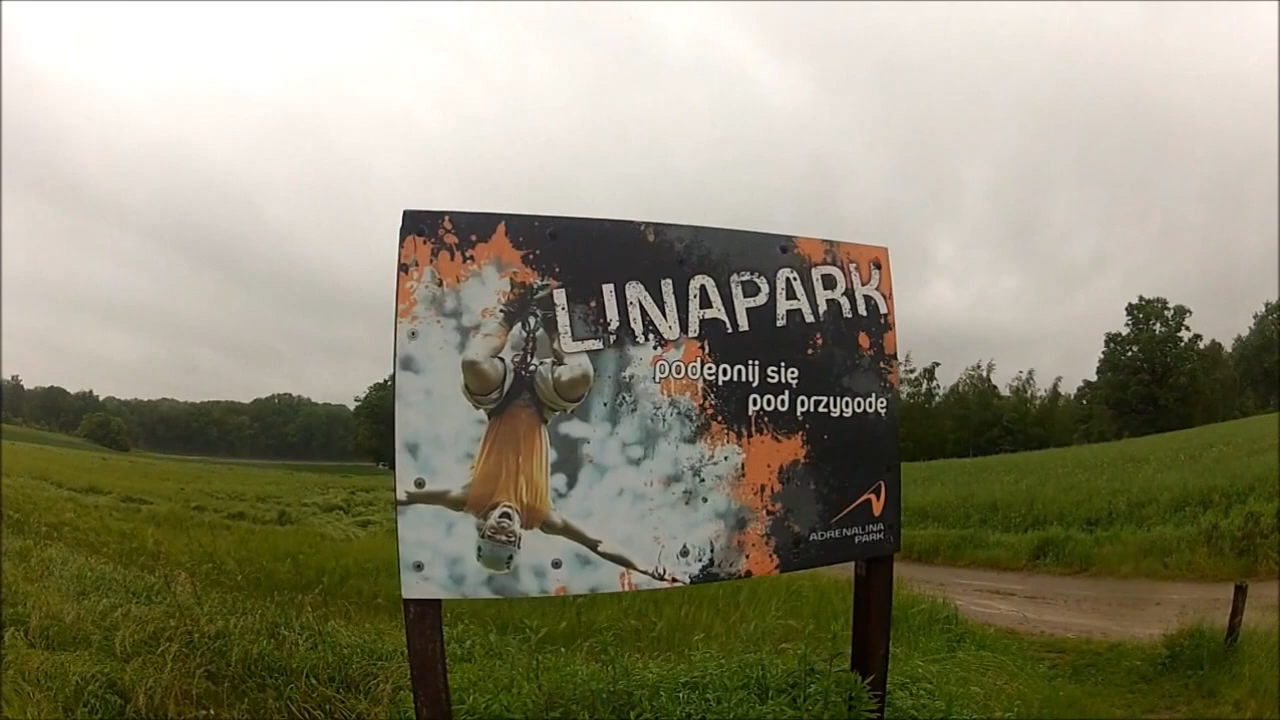 LINAPARK
podepnij się
pod przygodę
ADRENALINA
PARK